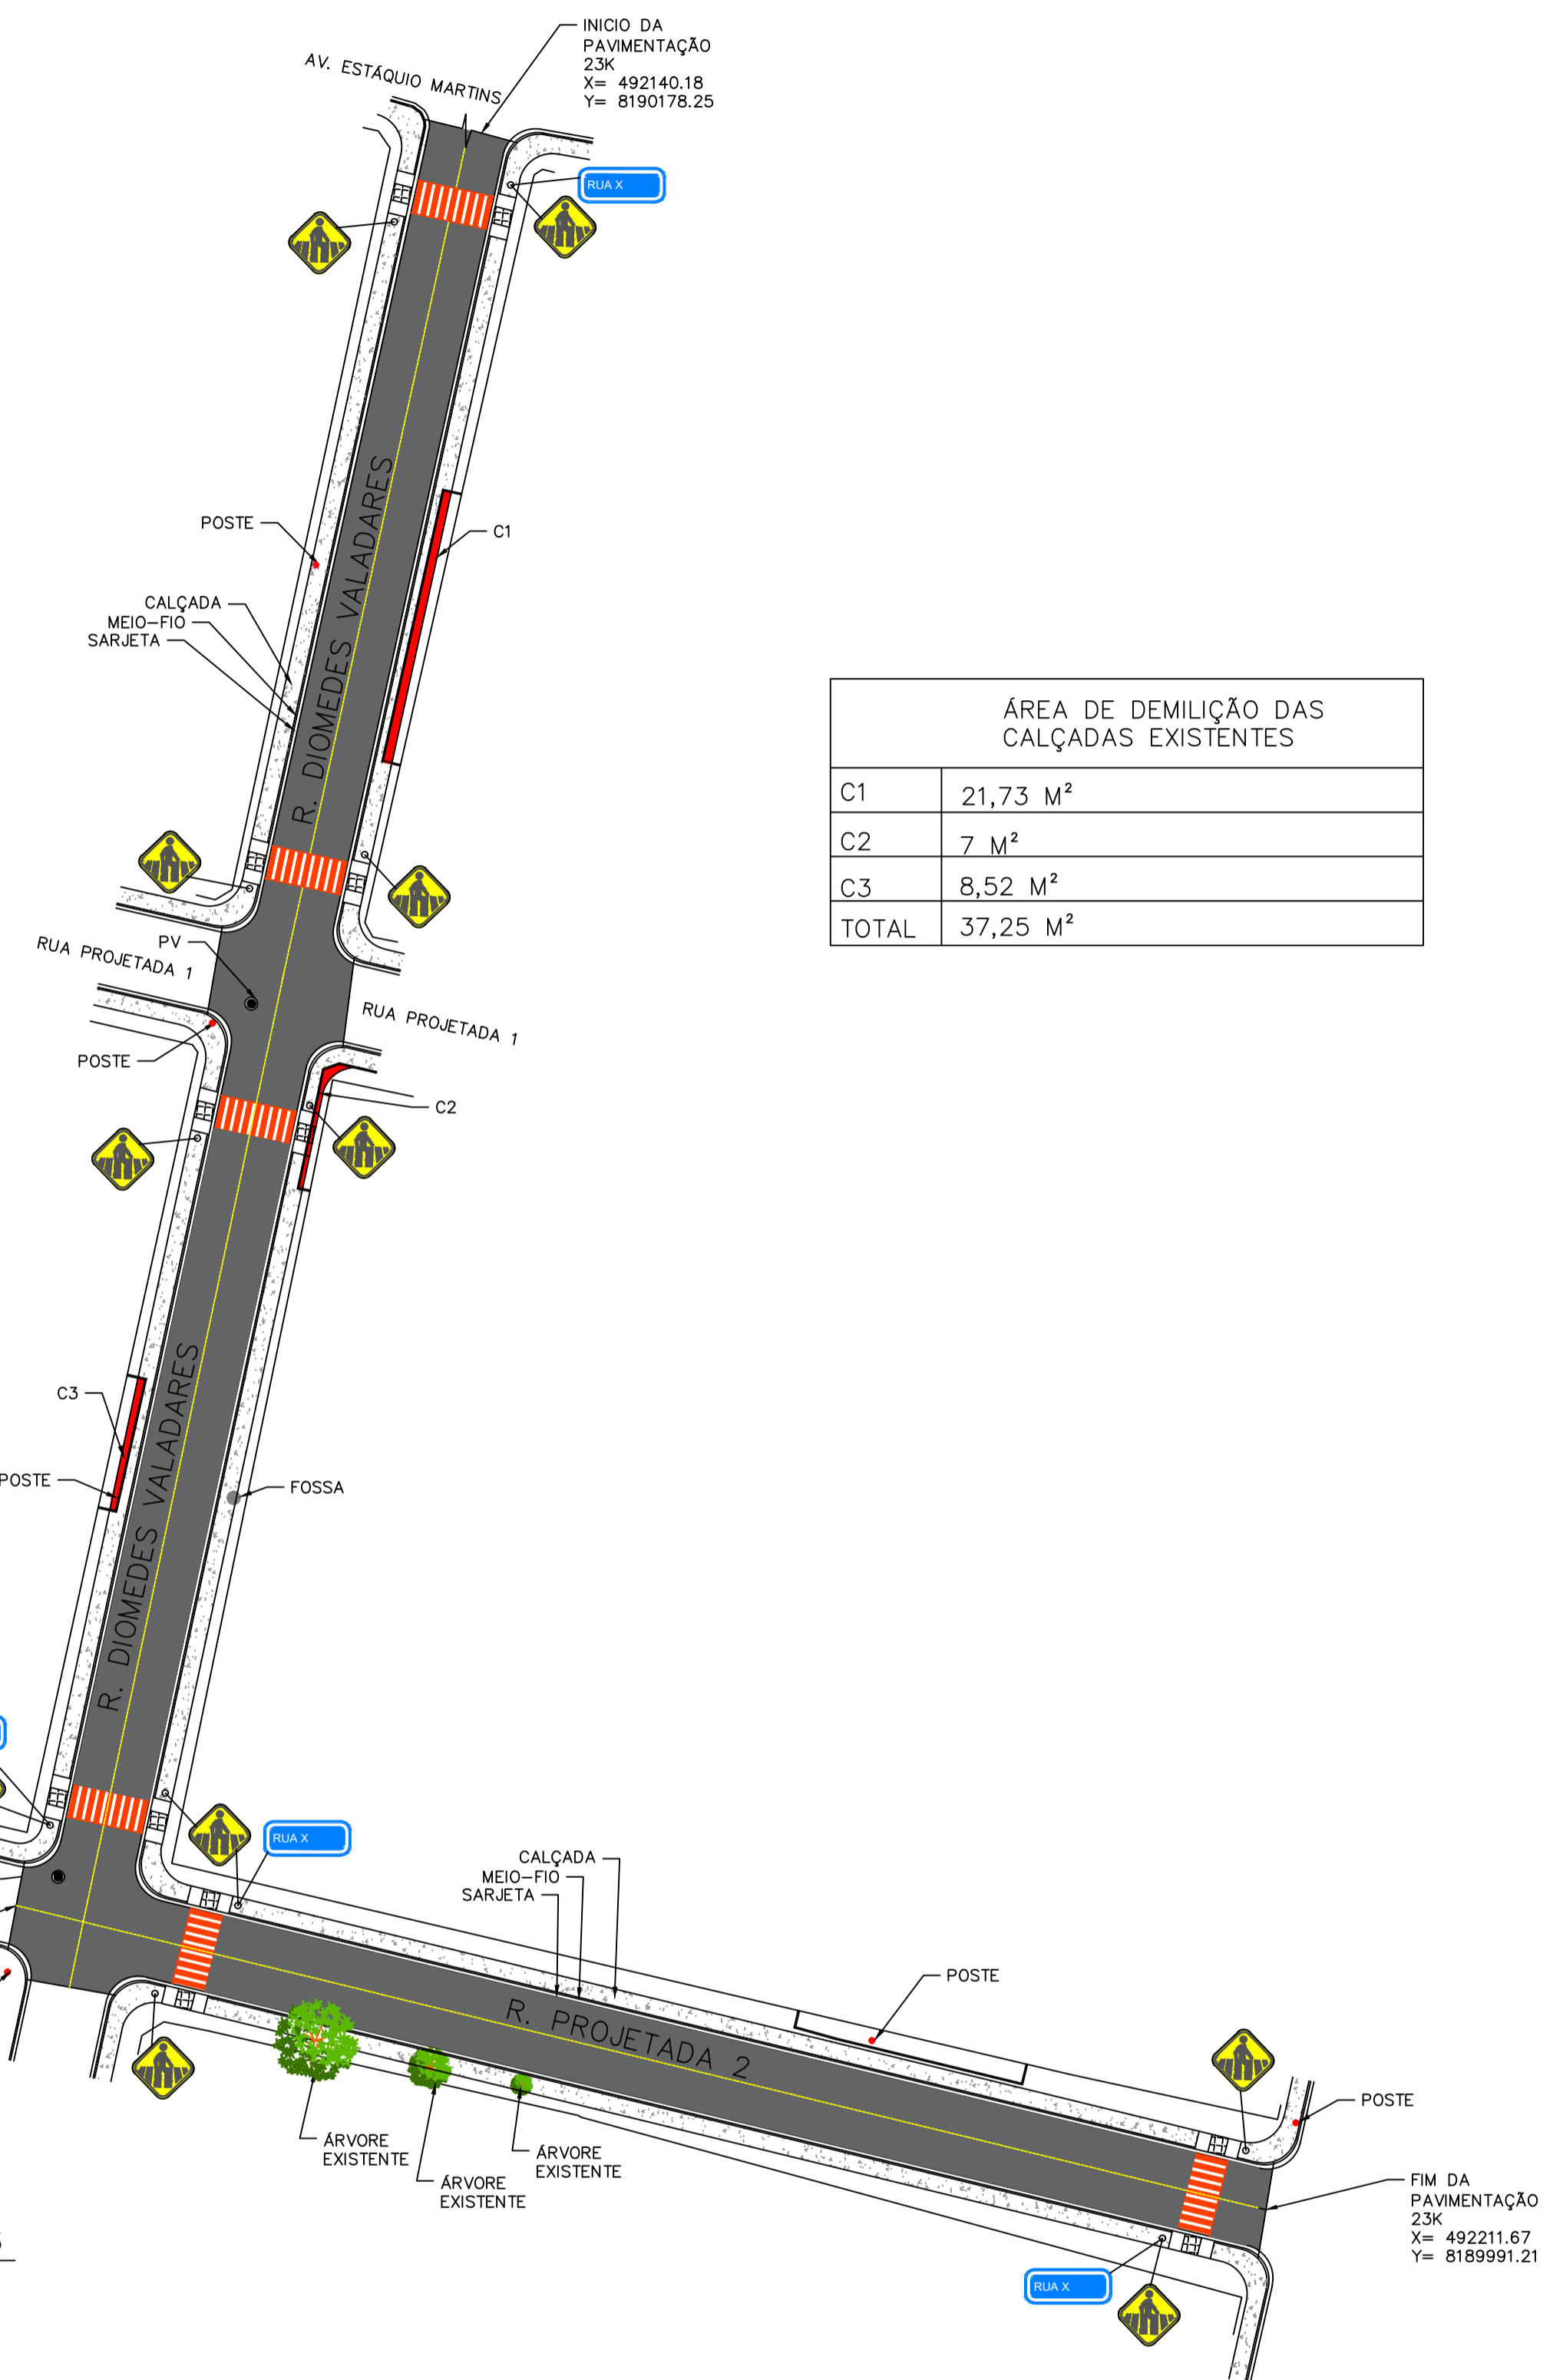 INICIO DA
PAVIMENTAÇÃO
23K
X= 492140.18
Y= 8190178.25
AV. ESTÁQUIO MARTINS
RUA X
POSTE
C1
R. DIOMEDES VALADARES
CALÇADA
MEIO-FIO
SARJETA
ÁREA DE DEMILIÇÃO DAS
CALÇADAS EXISTENTES
C1 21,73 M²
C2 7 M²
C3 8,52 M²
TOTAL 37,25 M²
PV
RUA PROJETADA 1
RUA PROJETADA 1
POSTE
C2
C3
R. DIOMEDES VALADARES
POSTE
FOSSA
RUA X
CALÇADA
MEIO-FIO
SARJETA
POSTE
R. PROJETADA 2
POSTE
ÁRVORE
EXISTENTE
ÁRVORE
EXISTENTE
ÁRVORE
EXISTENTE
FIM DA
PAVIMENTAÇÃO
23K
X= 492211.67
Y= 8189991.21
RUA X